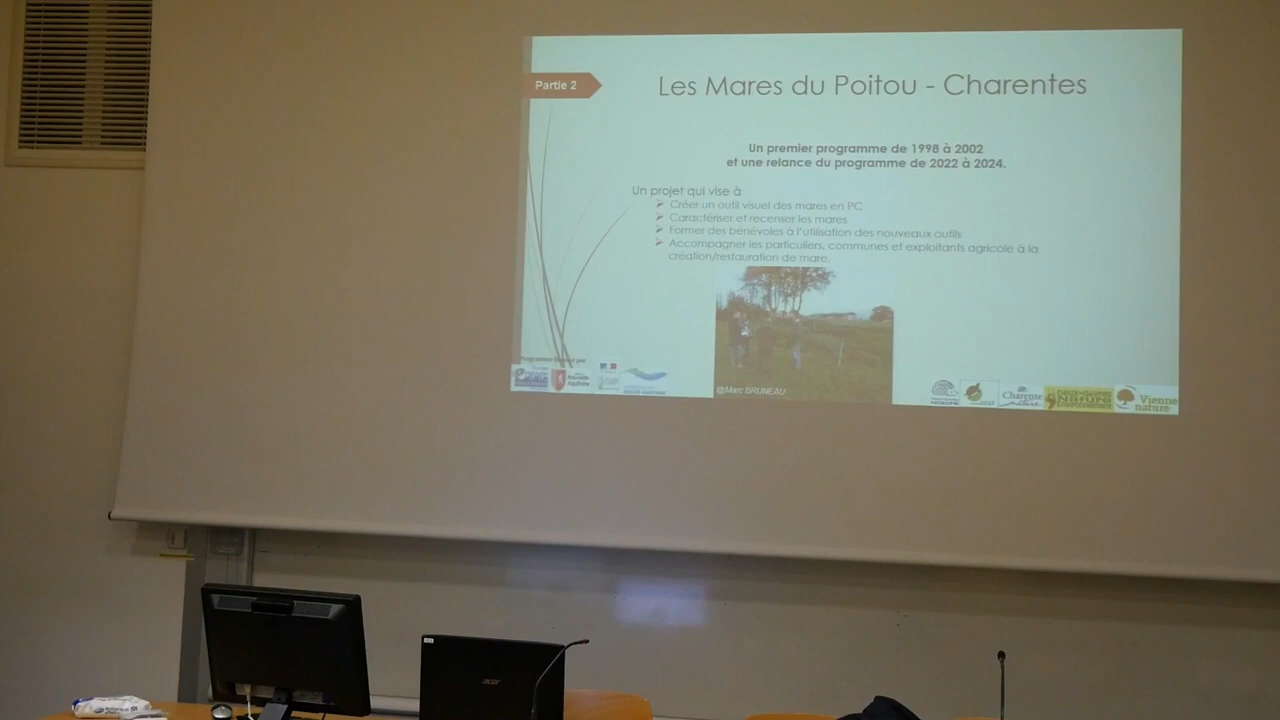 Partie 2
Les Mares du Poitou - Charentes
Un premier programme de 1998 à 2002
et une relance du programme de 2022 à 2024.
Un projet qui vise à
Créer un outil visuel des mares en PC
Caractériser et recenser les mares
Former des bénévoles à l'utilisation des nouveaux outils
Accompagner les particuliers, communes et exploitants agricole à la
création/restauration de mare.
@Marc BRUNEAU
Charente
nature
Vienne
nature
acer